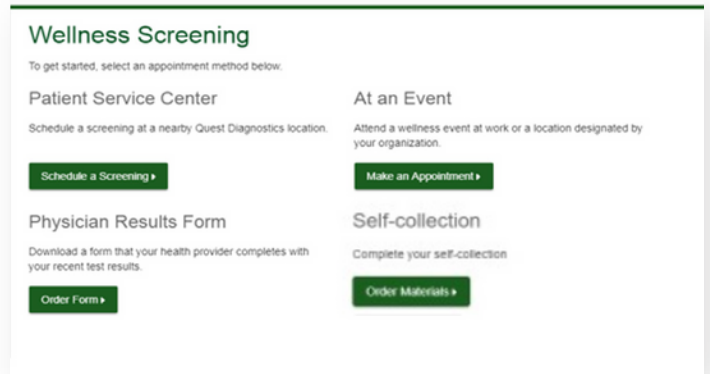 Wellness Screening
To get started, select an appointment method below.
Patient Service Center
Schedule a screening at a nearby Quest Diagnostics location.
Schedule a Screening
At an Event
Attend a wellness event at work or a location designated by
your organization.
Make an Appointment
Physician Results Form
Download a form that your health provider completes with
your recent test results.
Order Form
Self-collection
Complete your self-collection
Order Materials